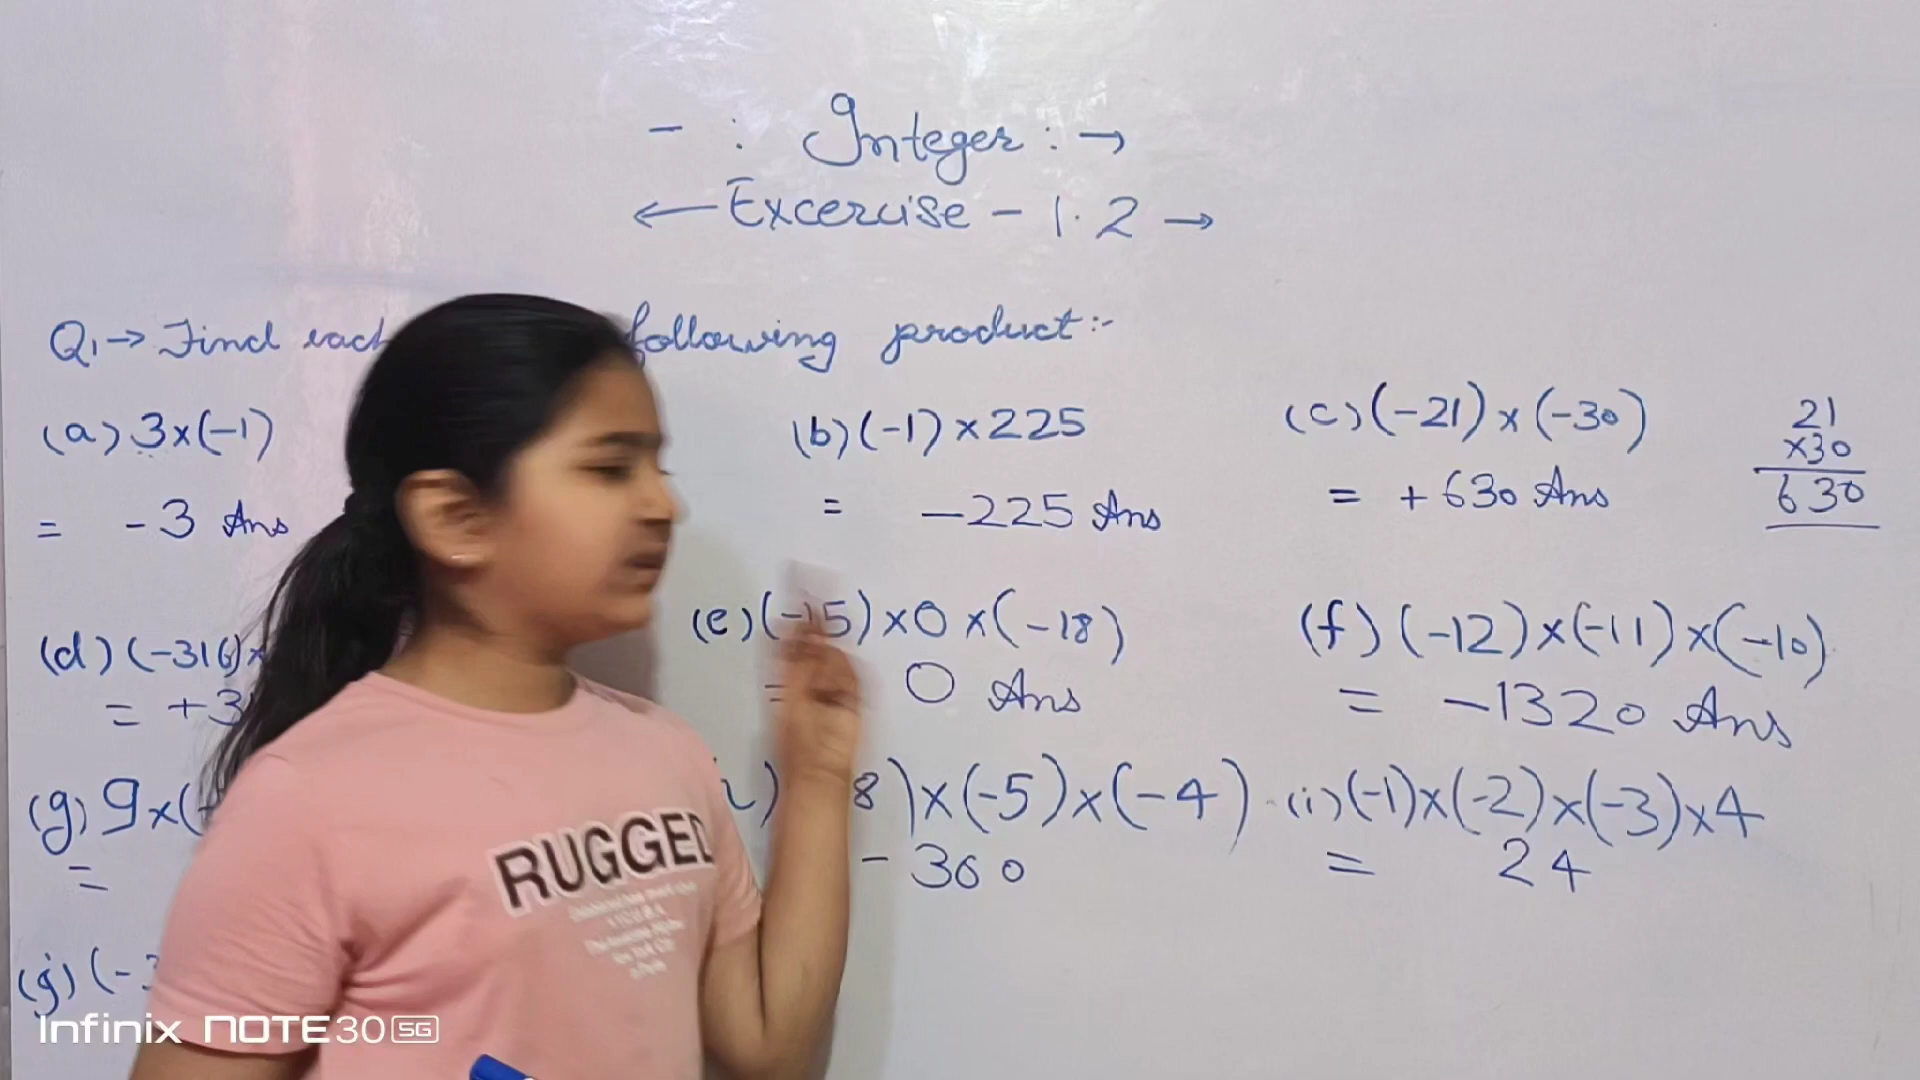 - : Integer : →
← Excercise - 1.2 →
Q1→ Find each following product :-
(a) 3x(-1)
= -3 Ans
(b) (-1) x 225
= -225 Ans
(c) (-21) x (-30)
= +630 Ans
21
x30
630
(d) (-316)x
= +3
(e) (-15) x 0 x (-18)
= 0 Ans
(f) (-12) x (-11) x (-10)
= -1320 Ans
(g) 9 x (-
=
8) x (-5) x (-4)
- 360
(i) (-1) x (-2) x (-3) x 4
= 24
(j) (-3
RUGGED
Infinix NOTE 30 5G